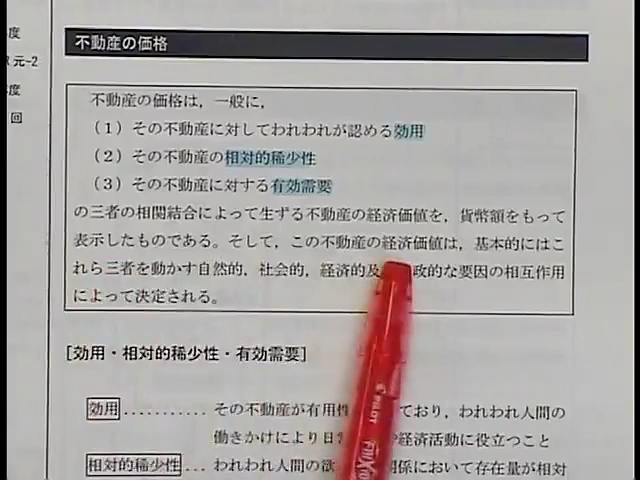 度
元-2
度
回
不動産の価格
不動産の価格は，一般に，
（1）その不動産に対してわれわれが認める効用
（2）その不動産の相対的稀少性
（3）その不動産に対する有効需要
の三者の相関結合によって生ずる不動産の経済価値を，貨幣額をもって
表示したものである。そして，この不動産の経済価値は，基本的にはこ
れら三者を動かす自然的，社会的，経済的及 政的な要因の相互作用
によって決定される。
[効用・相対的稀少性・有効需要]
効用………… その不動産が有用性 ており，われわれ人間の
働きかけにより日常 経済活動に役立つこと
相対的稀少性… われわれ人間の欲 関係において存在量が相対
PILOT
FRIXION